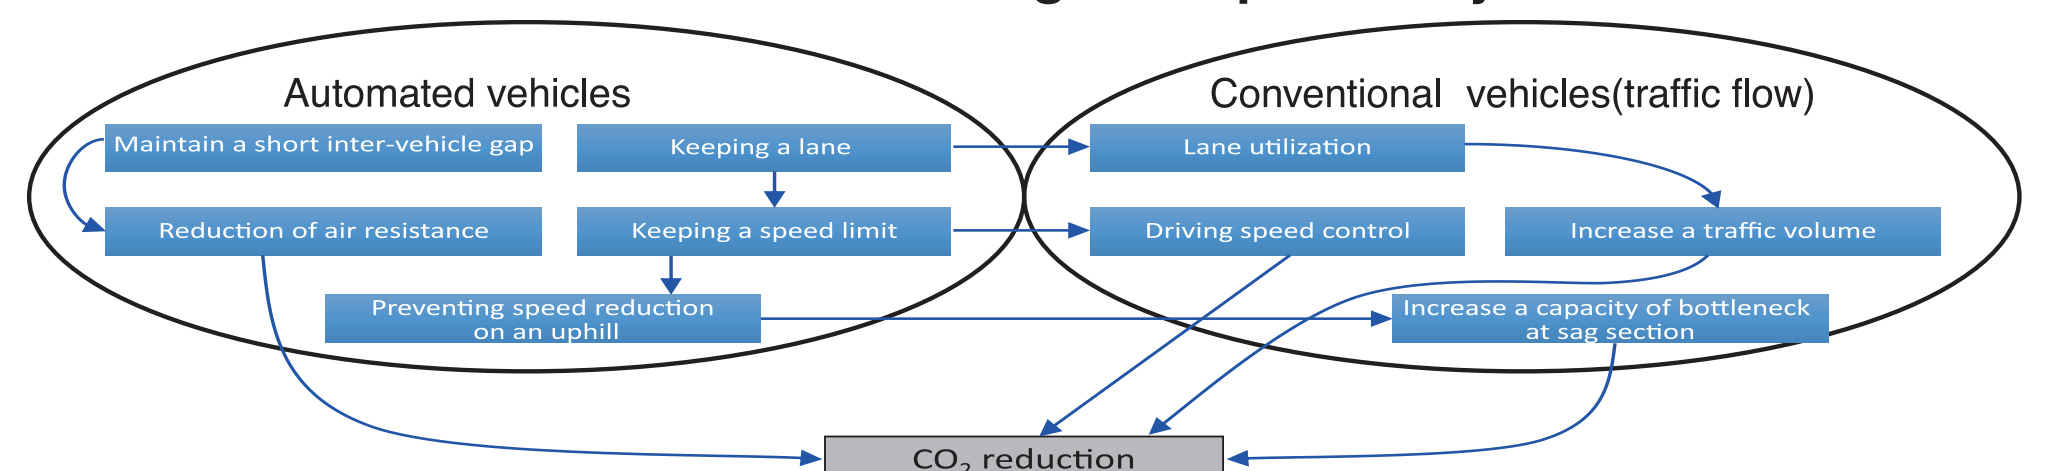 Automated vehicles
Conventional vehicles(traffic flow)
Maintain a short inter-vehicle gap
Keeping a lane
Lane utilization
Reduction of air resistance
Keeping a speed limit
Driving speed control
Increase a traffic volume
Preventing speed reduction
on an uphill
Increase a capacity of bottleneck
at sag section
CO₂ reduction